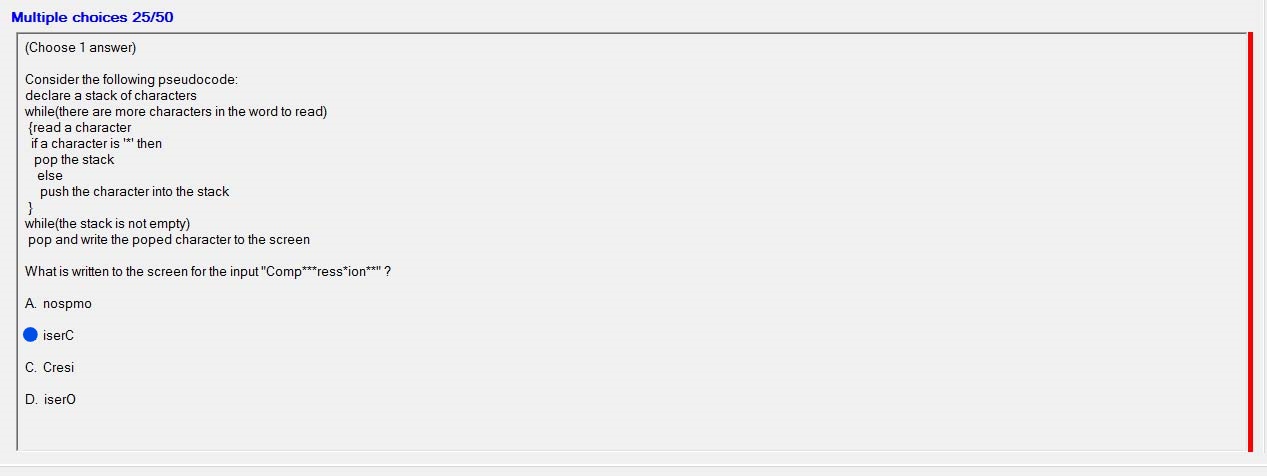 Multiple choices 25/50
(Choose 1 answer)
Consider the following pseudocode:
declare a stack of characters
while(there are more characters in the word to read)
{read a character
if a character is '*' then
pop the stack
else
push the character into the stack
}
while(the stack is not empty)
pop and write the poped character to the screen
What is written to the screen for the input "Comp***ress*ion**" ?
A. nospmo
iserC
C. Cresi
D. iserO